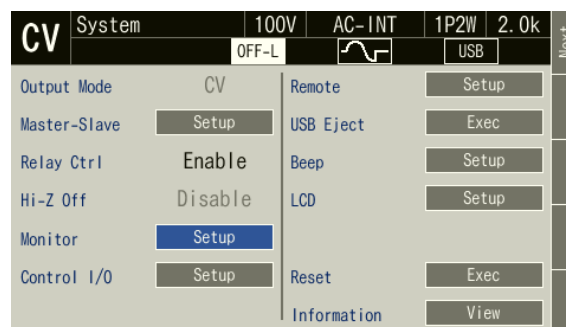 CV System 100V AC-INT 1P2W 2.0k
OFF-L USB
Next
Output Mode CV
Master-Slave Setup
Relay Ctrl Enable
Hi-Z Off Disable
Monitor Setup
Control I/O Setup
Remote Setup
USB Eject Exec
Beep Setup
LCD Setup
Reset Exec
Information View